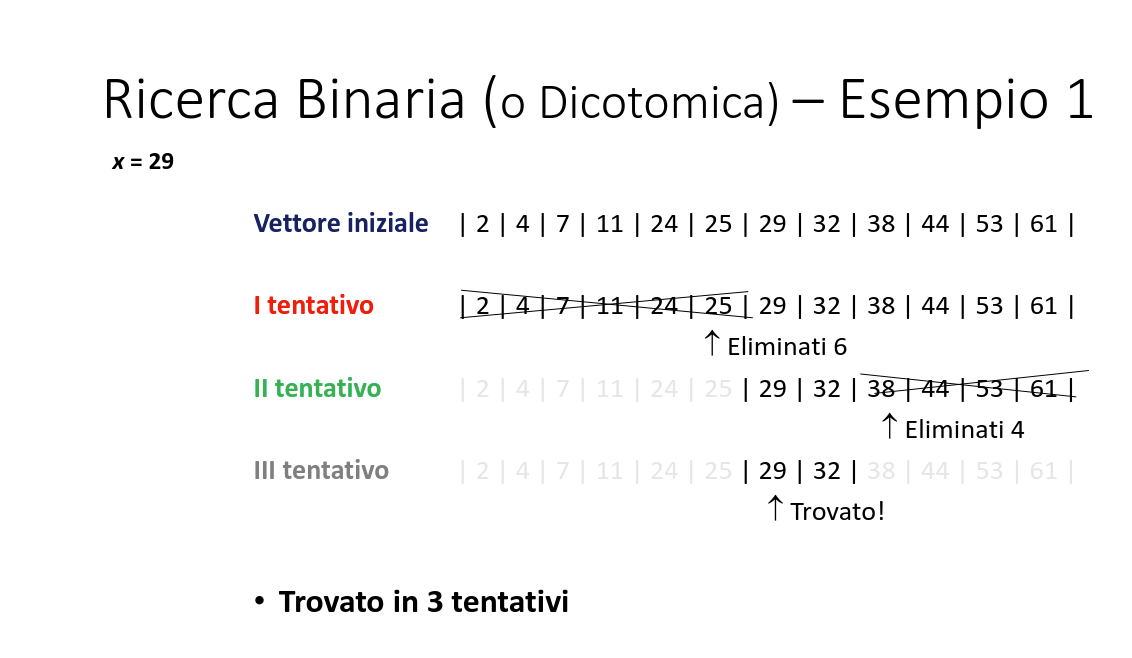 Ricerca Binaria (o Dicotomica) – Esempio 1
x = 29
Vettore iniziale | 2 | 4 | 7 | 11 | 24 | 25 | 29 | 32 | 38 | 44 | 53 | 61 |
I tentativo | 2 | 4 | 7 | 11 | 24 | 25 | 29 | 32 | 38 | 44 | 53 | 61 |
↑ Eliminati 6
II tentativo | 2 | 4 | 7 | 11 | 24 | 25 | 29 | 32 | 38 | 44 | 53 | 61 |
↑ Eliminati 4
III tentativo | 2 | 4 | 7 | 11 | 24 | 25 | 29 | 32 | 38 | 44 | 53 | 61 |
↑ Trovato!
• Trovato in 3 tentativi